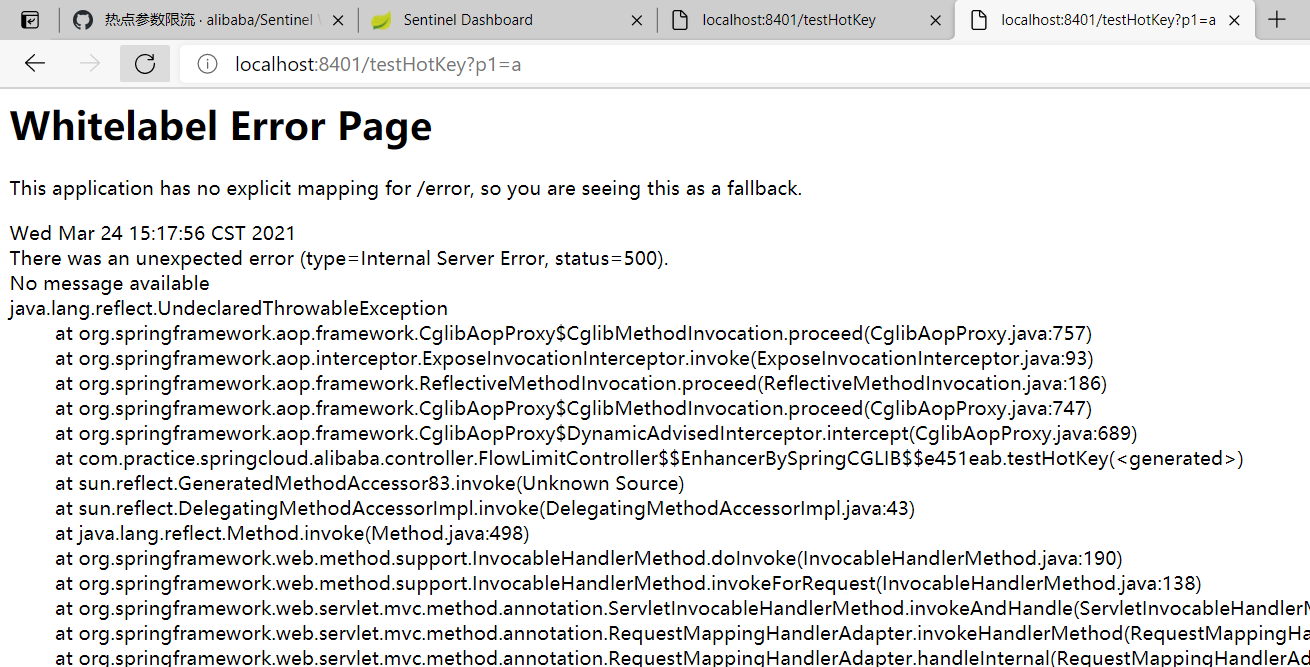 热点参数限流 · alibaba/Sentinel
Sentinel Dashboard
localhost:8401/testHotKey
localhost:8401/testHotKey?p1=a
localhost:8401/testHotKey?p1=a
Whitelabel Error Page
This application has no explicit mapping for /error, so you are seeing this as a fallback.
Wed Mar 24 15:17:56 CST 2021
There was an unexpected error (type=Internal Server Error, status=500).
No message available
java.lang.reflect.UndeclaredThrowableException
at org.springframework.aop.framework.CglibAopProxy$CglibMethodInvocation.proceed(CglibAopProxy.java:757)
at org.springframework.aop.interceptor.ExposeInvocationInterceptor.invoke(ExposeInvocationInterceptor.java:93)
at org.springframework.aop.framework.ReflectiveMethodInvocation.proceed(ReflectiveMethodInvocation.java:186)
at org.springframework.aop.framework.CglibAopProxy$CglibMethodInvocation.proceed(CglibAopProxy.java:747)
at org.springframework.aop.framework.CglibAopProxy$DynamicAdvisedInterceptor.intercept(CglibAopProxy.java:689)
at com.practice.springcloud.alibaba.controller.FlowLimitController$$EnhancerBySpringCGLIB$$e451eab.testHotKey(<generated>)
at sun.reflect.GeneratedMethodAccessor83.invoke(Unknown Source)
at sun.reflect.DelegatingMethodAccessorImpl.invoke(DelegatingMethodAccessorImpl.java:43)
at java.lang.reflect.Method.invoke(Method.java:498)
at org.springframework.web.method.support.InvocableHandlerMethod.doInvoke(InvocableHandlerMethod.java:190)
at org.springframework.web.method.support.InvocableHandlerMethod.invokeForRequest(InvocableHandlerMethod.java:138)
at org.springframework.web.servlet.mvc.method.annotation.ServletInvocableHandlerMethod.invokeAndHandle(ServletInvocableHandlerM
at org.springframework.web.servlet.mvc.method.annotation.RequestMappingHandlerAdapter.invokeHandlerMethod(RequestMappingHa
at org.springframework.web.servlet.mvc.method.annotation.RequestMappingHandlerAdapter.handleInternal(RequestMappingHandlerAd